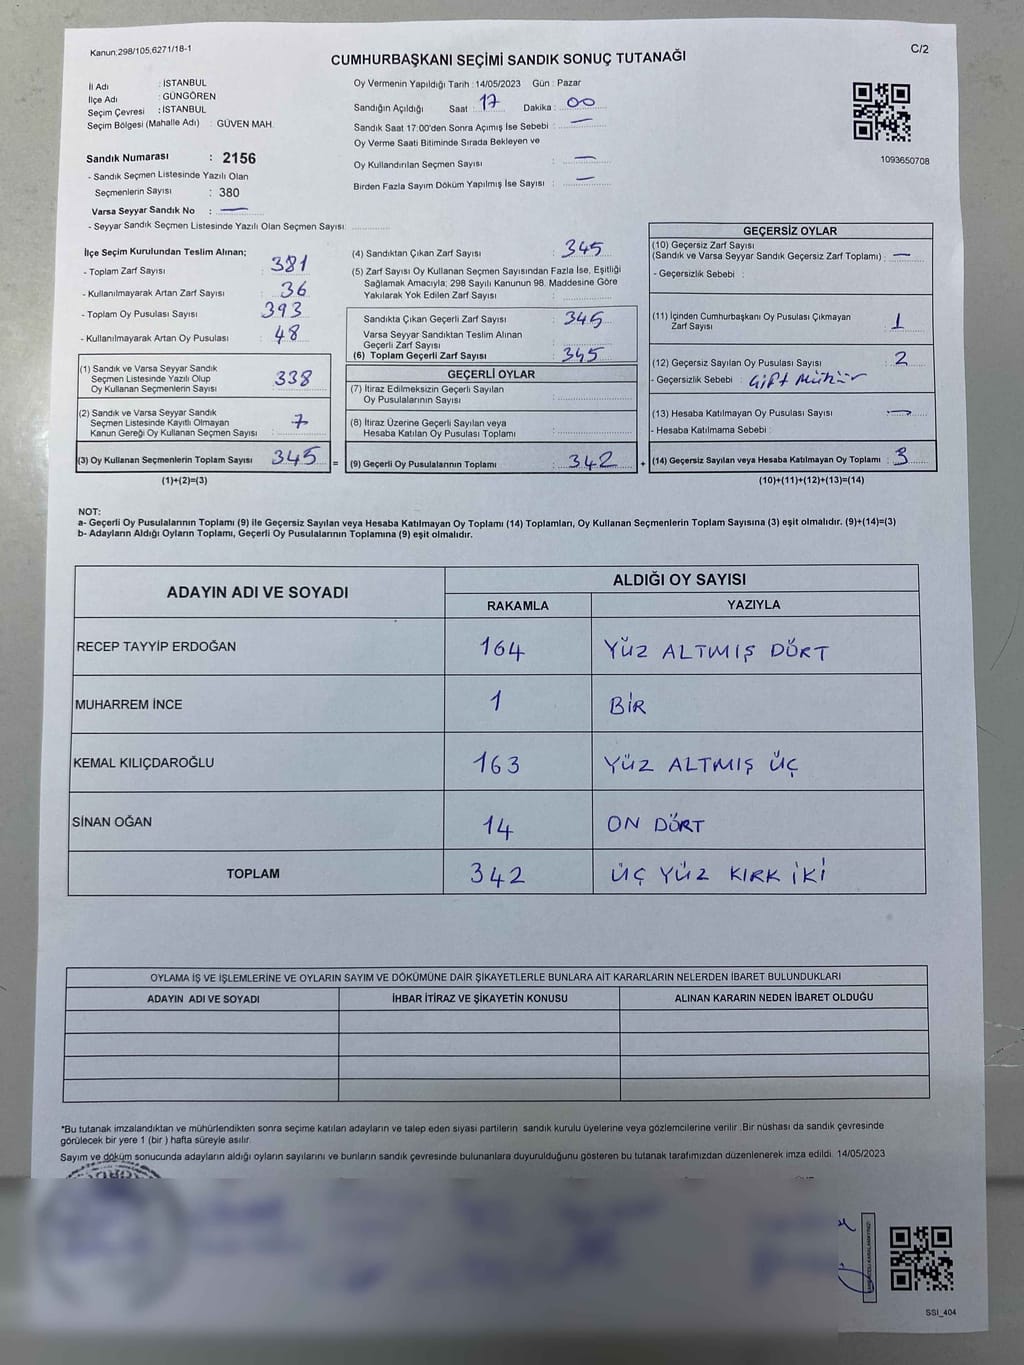 Kanun,298/105,6271/18-1
C/2
CUMHURBAŞKANI SEÇİMİ SANDIK SONUÇ TUTANAĞI
İl Adı : İSTANBUL
İlçe Adı : GÜNGÖREN
Seçim Çevresi : İSTANBUL
Seçim Bölgesi (Mahalle Adı) : GÜVEN MAH.
Sandık Numarası : 2156
- Sandık Seçmen Listesinde Yazılı Olan
Seçmenlerin Sayısı : 380
Varsa Seyyar Sandık No : —
- Seyyar Sandık Seçmen Listesinde Yazılı Olan Seçmen Sayısı:
Oy Vermenin Yapıldığı Tarih : 14/05/2023 Gün : Pazar
Sandığın Açıldığı Saat : 17 Dakika : 00
Sandık Saat 17:00'den Sonra Açımış İse Sebebi : —
Oy Verme Saati Bitiminde Sırada Bekleyen ve
Oy Kullandırılan Seçmen Sayısı : —
Birden Fazla Sayım Döküm Yapılmış İse Sayısı : —
1093650708
İlçe Seçim Kurulundan Teslim Alınan;
- Toplam Zarf Sayısı : 381
- Kullanılmayarak Artan Zarf Sayısı : 36
- Toplam Oy Pusulası Sayısı : 393
- Kullanılmayarak Artan Oy Pusulası : 48
(1) Sandık ve Varsa Seyyar Sandık
Seçmen Listesinde Yazılı Olup
Oy Kullanan Seçmenlerin Sayısı : 338
(2) Sandık ve Varsa Seyyar Sandık
Seçmen Listesinde Kayıtlı Olmayan
Kanun Gereği Oy Kullanan Seçmen Sayısı : 7
(3) Oy Kullanan Seçmenlerin Toplam Sayısı : 345 =
(1)+(2)=(3)
(4) Sandıktan Çıkan Zarf Sayısı : 345
(5) Zarf Sayısı Oy Kullanan Seçmen Sayısından Fazla İse, Eşitliği
Sağlamak Amacıyla; 298 Sayılı Kanunun 98. Maddesine Göre
Yakılarak Yok Edilen Zarf Sayısı :
Sandıkta Çıkan Geçerli Zarf Sayısı : 345
Varsa Seyyar Sandıktan Teslim Alınan
Geçerli Zarf Sayısı :
(6) Toplam Geçerli Zarf Sayısı : 345
GEÇERLİ OYLAR
(7) İtiraz Edilmeksizin Geçerli Sayılan
Oy Pusulalarının Sayısı :
(8) İtiraz Üzerine Geçerli Sayılan veya
Hesaba Katılan Oy Pusulası Toplamı :
(9) Geçerli Oy Pusulalarının Toplamı : 342 +
GEÇERSİZ OYLAR
(10) Geçersiz Zarf Sayısı
(Sandık ve Varsa Seyyar Sandık Geçersiz Zarf Toplamı) : —
- Geçersizlik Sebebi :
(11) İçinden Cumhurbaşkanı Oy Pusulası Çıkmayan
Zarf Sayısı : 1
(12) Geçersiz Sayılan Oy Pusulası Sayısı : 2
- Geçersizlik Sebebi : Çift Mühür
(13) Hesaba Katılmayan Oy Pusulası Sayısı : —
- Hesaba Katılmama Sebebi :
(14) Geçersiz Sayılan veya Hesaba Katılmayan Oy Toplamı : 3
(10)+(11)+(12)+(13)=(14)
NOT:
a- Geçerli Oy Pusulalarının Toplamı (9) ile Geçersiz Sayılan veya Hesaba Katılmayan Oy Toplamı (14) Toplamları, Oy Kullanan Seçmenlerin Toplam Sayısına (3) eşit olmalıdır. (9)+(14)=(3)
b- Adayların Aldığı Oyların Toplamı, Geçerli Oy Pusulalarının Toplamına (9) eşit olmalıdır.
ADAYIN ADI VE SOYADI ALDIĞI OY SAYISI
RAKAMLA YAZIYLA
RECEP TAYYİP ERDOĞAN 164 YÜZ ALTMIŞ DÖRT
MUHARREM İNCE 1 BİR
KEMAL KILIÇDAROĞLU 163 YÜZ ALTMIŞ ÜÇ
SİNAN OĞAN 14 ON DÖRT
TOPLAM 342 ÜÇ YÜZ KIRK İKİ
OYLAMA İŞ VE İŞLEMLERİNE VE OYLARIN SAYIM VE DÖKÜMÜNE DAİR ŞİKAYETLERLE BUNLARA AİT KARARLARIN NELERDEN İBARET BULUNDUKLARI
ADAYIN ADI VE SOYADI İHBAR İTİRAZ VE ŞİKAYETİN KONUSU ALINAN KARARIN NEDEN İBARET OLDUĞU
*Bu tutanak imzalandıktan ve mühürlendikten sonra seçime katılan adayların ve talep eden siyasi partilerin sandık kurulu üyelerine veya gözlemcilerine verilir .Bir nüshası da sandık çevresinde
görülecek bir yere 1 (bir ) hafta süreyle asılır.
Sayım ve döküm sonucunda adayların aldığı oyların sayılarını ve bunların sandık çevresinde bulunanlara duyurulduğunu gösteren bu tutanak tarafımızdan düzenlenerek imza edildi. 14/05/2023
SSI_404